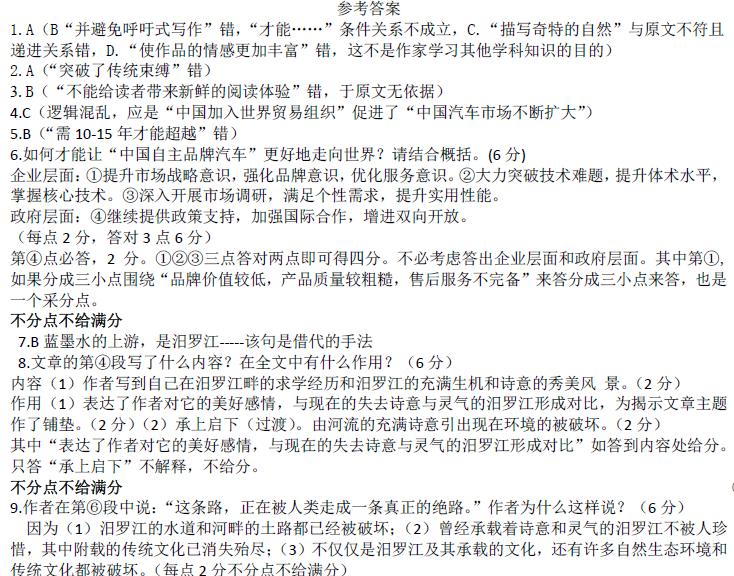 参考答案
1.A（B“并避免呼吁式写作”错，“才能……”条件关系不成立，C.“描写奇特的自然”与原文不符且
递进关系错，D.“使作品的情感更加丰富”错，这不是作家学习其他学科知识的目的）
2.A（“突破了传统束缚”错）
3.B（“不能给读者带来新鲜的阅读体验”错，于原文无依据）
4.C（逻辑混乱，应是“中国加入世界贸易组织”促进了“中国汽车市场不断扩大”）
5.B（“需 10-15 年才能超越”错）
6.如何才能让“中国自主品牌汽车”更好地走向世界？请结合概括。(6 分)
企业层面：①提升市场战略意识，强化品牌意识，优化服务意识。②大力突破技术难题，提升体术水平，
掌握核心技术。③深入开展市场调研，满足个性需求，提升实用性能。
政府层面：④继续提供政策支持，加强国际合作，增进双向开放。
（每点 2 分，答对 3 点 6 分）
第④点必答，2 分。①②③三点答对两点即可得四分。不必考虑答出企业层面和政府层面。其中第①，
如果分成三小点围绕“品牌价值较低，产品质量较粗糙，售后服务不完备”来答分成三小点来答，也是
一个采分点。
不分点不给满分
7.B 蓝墨水的上游，是汨罗江-----该句是借代的手法
8.文章的第④段写了什么内容？在全文中有什么作用？（6 分）
内容（1）作者写到自己在汨罗江畔的求学经历和汨罗江的充满生机和诗意的秀美风 景。（2 分）
作用（1）表达了作者对它的美好感情，与现在的失去诗意与灵气的汨罗江形成对比，为揭示文章主题
作了铺垫。（2 分）（2）承上启下（过渡）。由河流的充满诗意引出现在环境的被破坏。（2 分）
其中“表达了作者对它的美好感情，与现在的失去诗意与灵气的汨罗江形成对比”如答到内容处给分。
只答“承上启下”不解释，不给分。
不分点不给满分
9.作者在第⑥段中说：“这条路，正在被人类走成一条真正的绝路。”作者为什么这样说？（6 分）
因为（1）汨罗江的水道和河畔的土路都已经被破坏；（2）曾经承载着诗意和灵气的汨罗江不被人珍
惜，其中附载的传统文化已消失殆尽；（3）不仅仅是汨罗江及其承载的文化，还有许多自然生态环境和
传统文化都被破坏。（每点 2 分不分点不给满分）